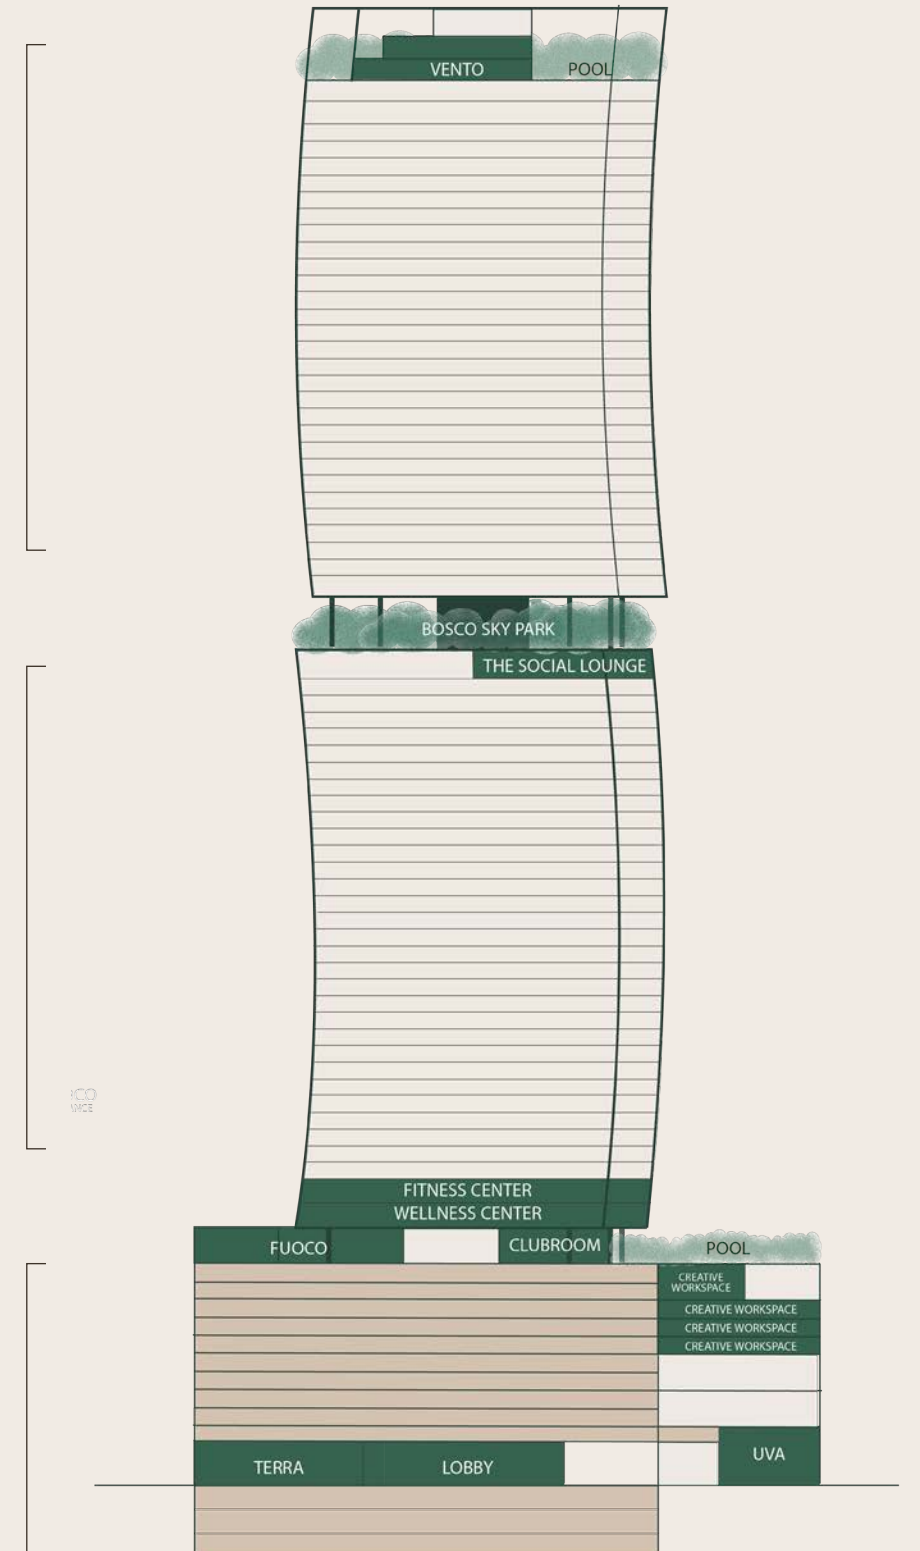 VENTO
POOL
BOSCO SKY PARK
THE SOCIAL LOUNGE
FITNESS CENTER
WELLNESS CENTER
FUOCO
CLUBROOM
POOL
CREATIVE
WORKSPACE
CREATIVE WORKSPACE
CREATIVE WORKSPACE
CREATIVE WORKSPACE
TERRA
LOBBY
UVA